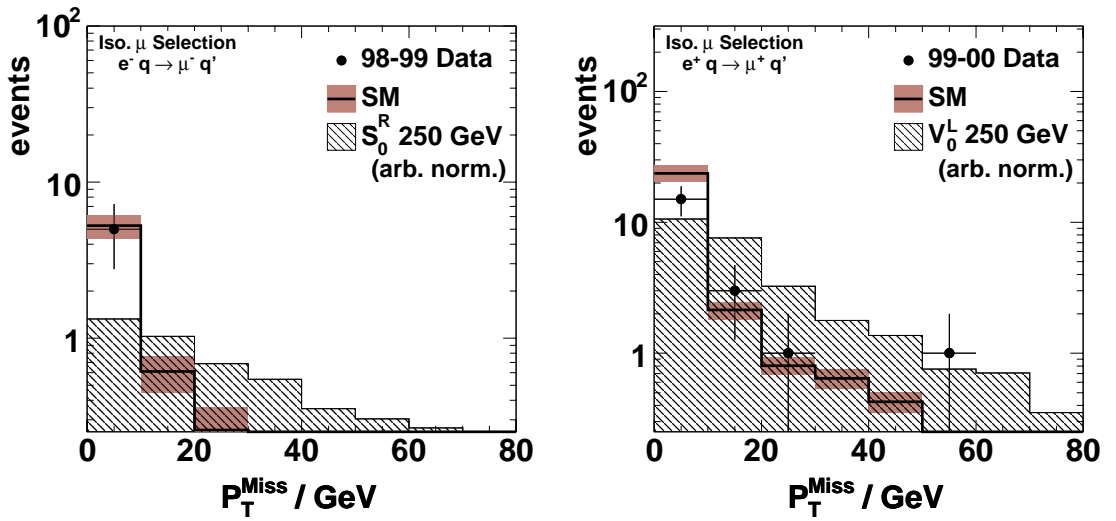 events
10²
10
1
Iso. μ Selection
e⁻ q → μ⁻ q'
98-99 Data
SM
S₀ᴿ 250 GeV
(arb. norm.)
0 20 40 60 80
P_T^Miss / GeV
events
10²
10
1
Iso. μ Selection
e⁺ q → μ⁺ q'
99-00 Data
SM
V₀ᴸ 250 GeV
(arb. norm.)
0 20 40 60 80
P_T^Miss / GeV